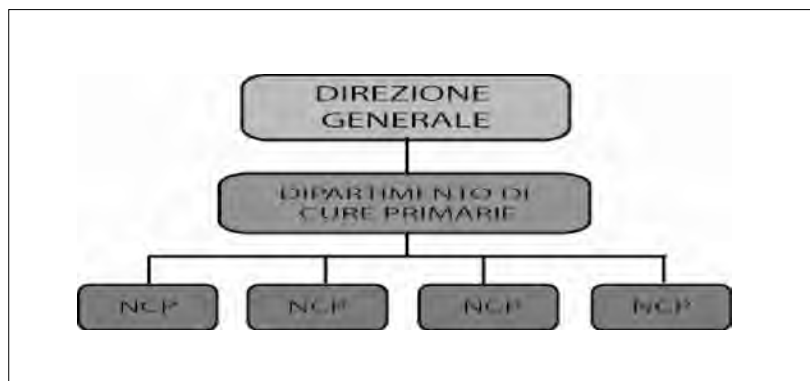 DIREZIONE
GENERALE
DIPARTIMENTO DI
CURE PRIMARIE
NCP
NCP
NCP
NCP